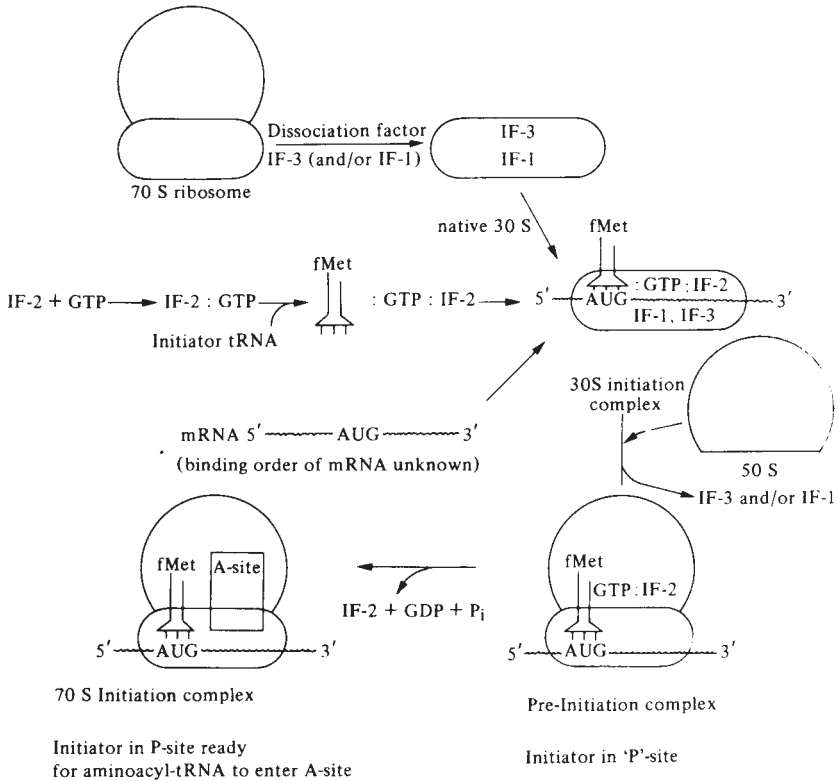 Dissociation factor
IF-3 (and/or IF-1)
IF-3
IF-1
70 S ribosome
native 30 S
fMet
fMet
IF-2 + GTP
IF-2 : GTP
: GTP : IF-2
5′
AUG
: GTP : IF-2
3′
IF-1, IF-3
Initiator tRNA
30S initiation
complex
mRNA 5′
AUG
3′
(binding order of mRNA unknown)
50 S
IF-3 and/or IF-1
fMet
A-site
IF-2 + GDP + Pi
fMet
GTP:IF-2
5′
AUG
3′
5′
AUG
3′
70 S Initiation complex
Pre-Initiation complex
Initiator in P-site ready
for aminoacyl-tRNA to enter A-site
Initiator in 'P'-site